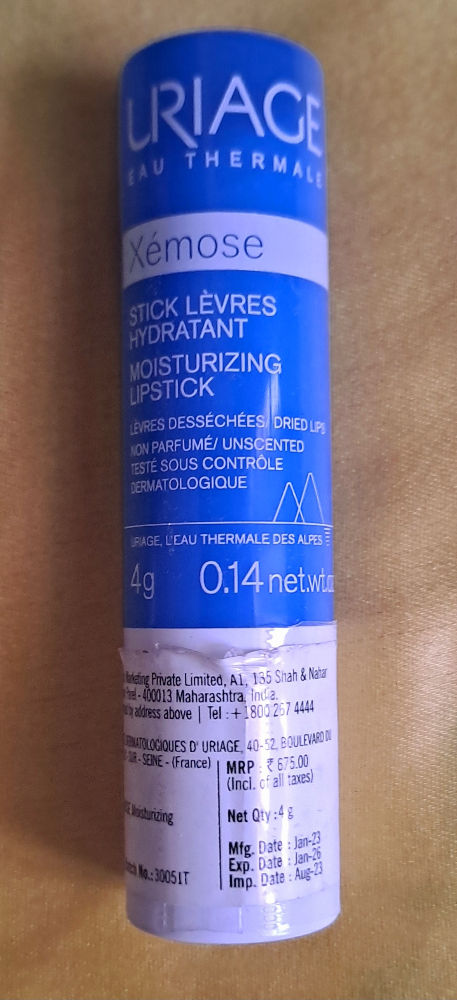 URIAGE
EAU THERMALE
Xémose
STICK LÈVRES
HYDRATANT
MOISTURIZING
LIPSTICK
LÈVRES DESSÉCHÉES/ DRIED LIPS
NON PARFUMÉ/ UNSCENTED
TESTÉ SOUS CONTRÔLE
DERMATOLOGIQUE
URIAGE, L'EAU THERMALE DES ALPES
4g 0.14 net.wt.oz
Marketing Private Limited, A1, 135 Shah & Nahar
400013 Maharashtra, India.
by address above | Tel : +1800 267 4444
DERMATOLOGIQUES D' URIAGE, 40-52, BOULEVARD DU
SUR - SEINE - (France)
MRP : ₹ 675.00
(Incl. of all taxes)
Moisturizing
Net Qty : 4 g
Mfg. Date : Jan-23
Exp. Date : Jan-26
Imp. Date : Aug-23
No.: 30051T